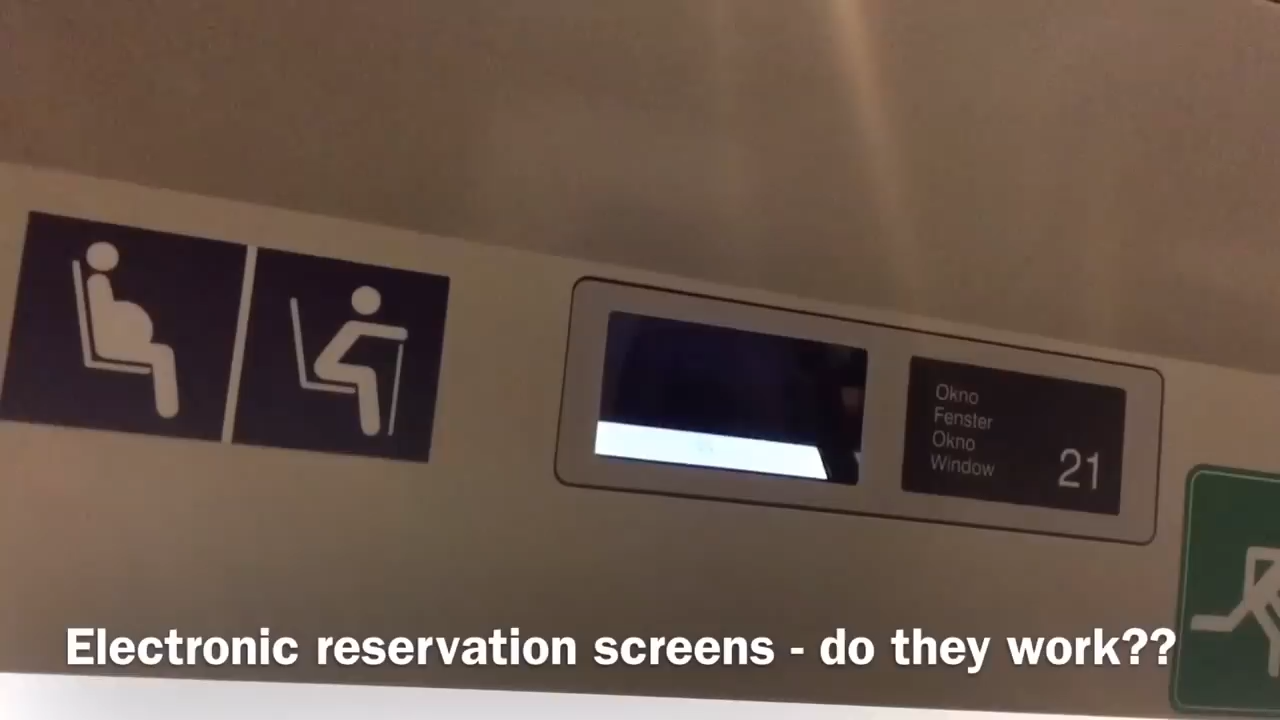 Okno
Fenster
Okno
Window
21
Electronic reservation screens - do they work??